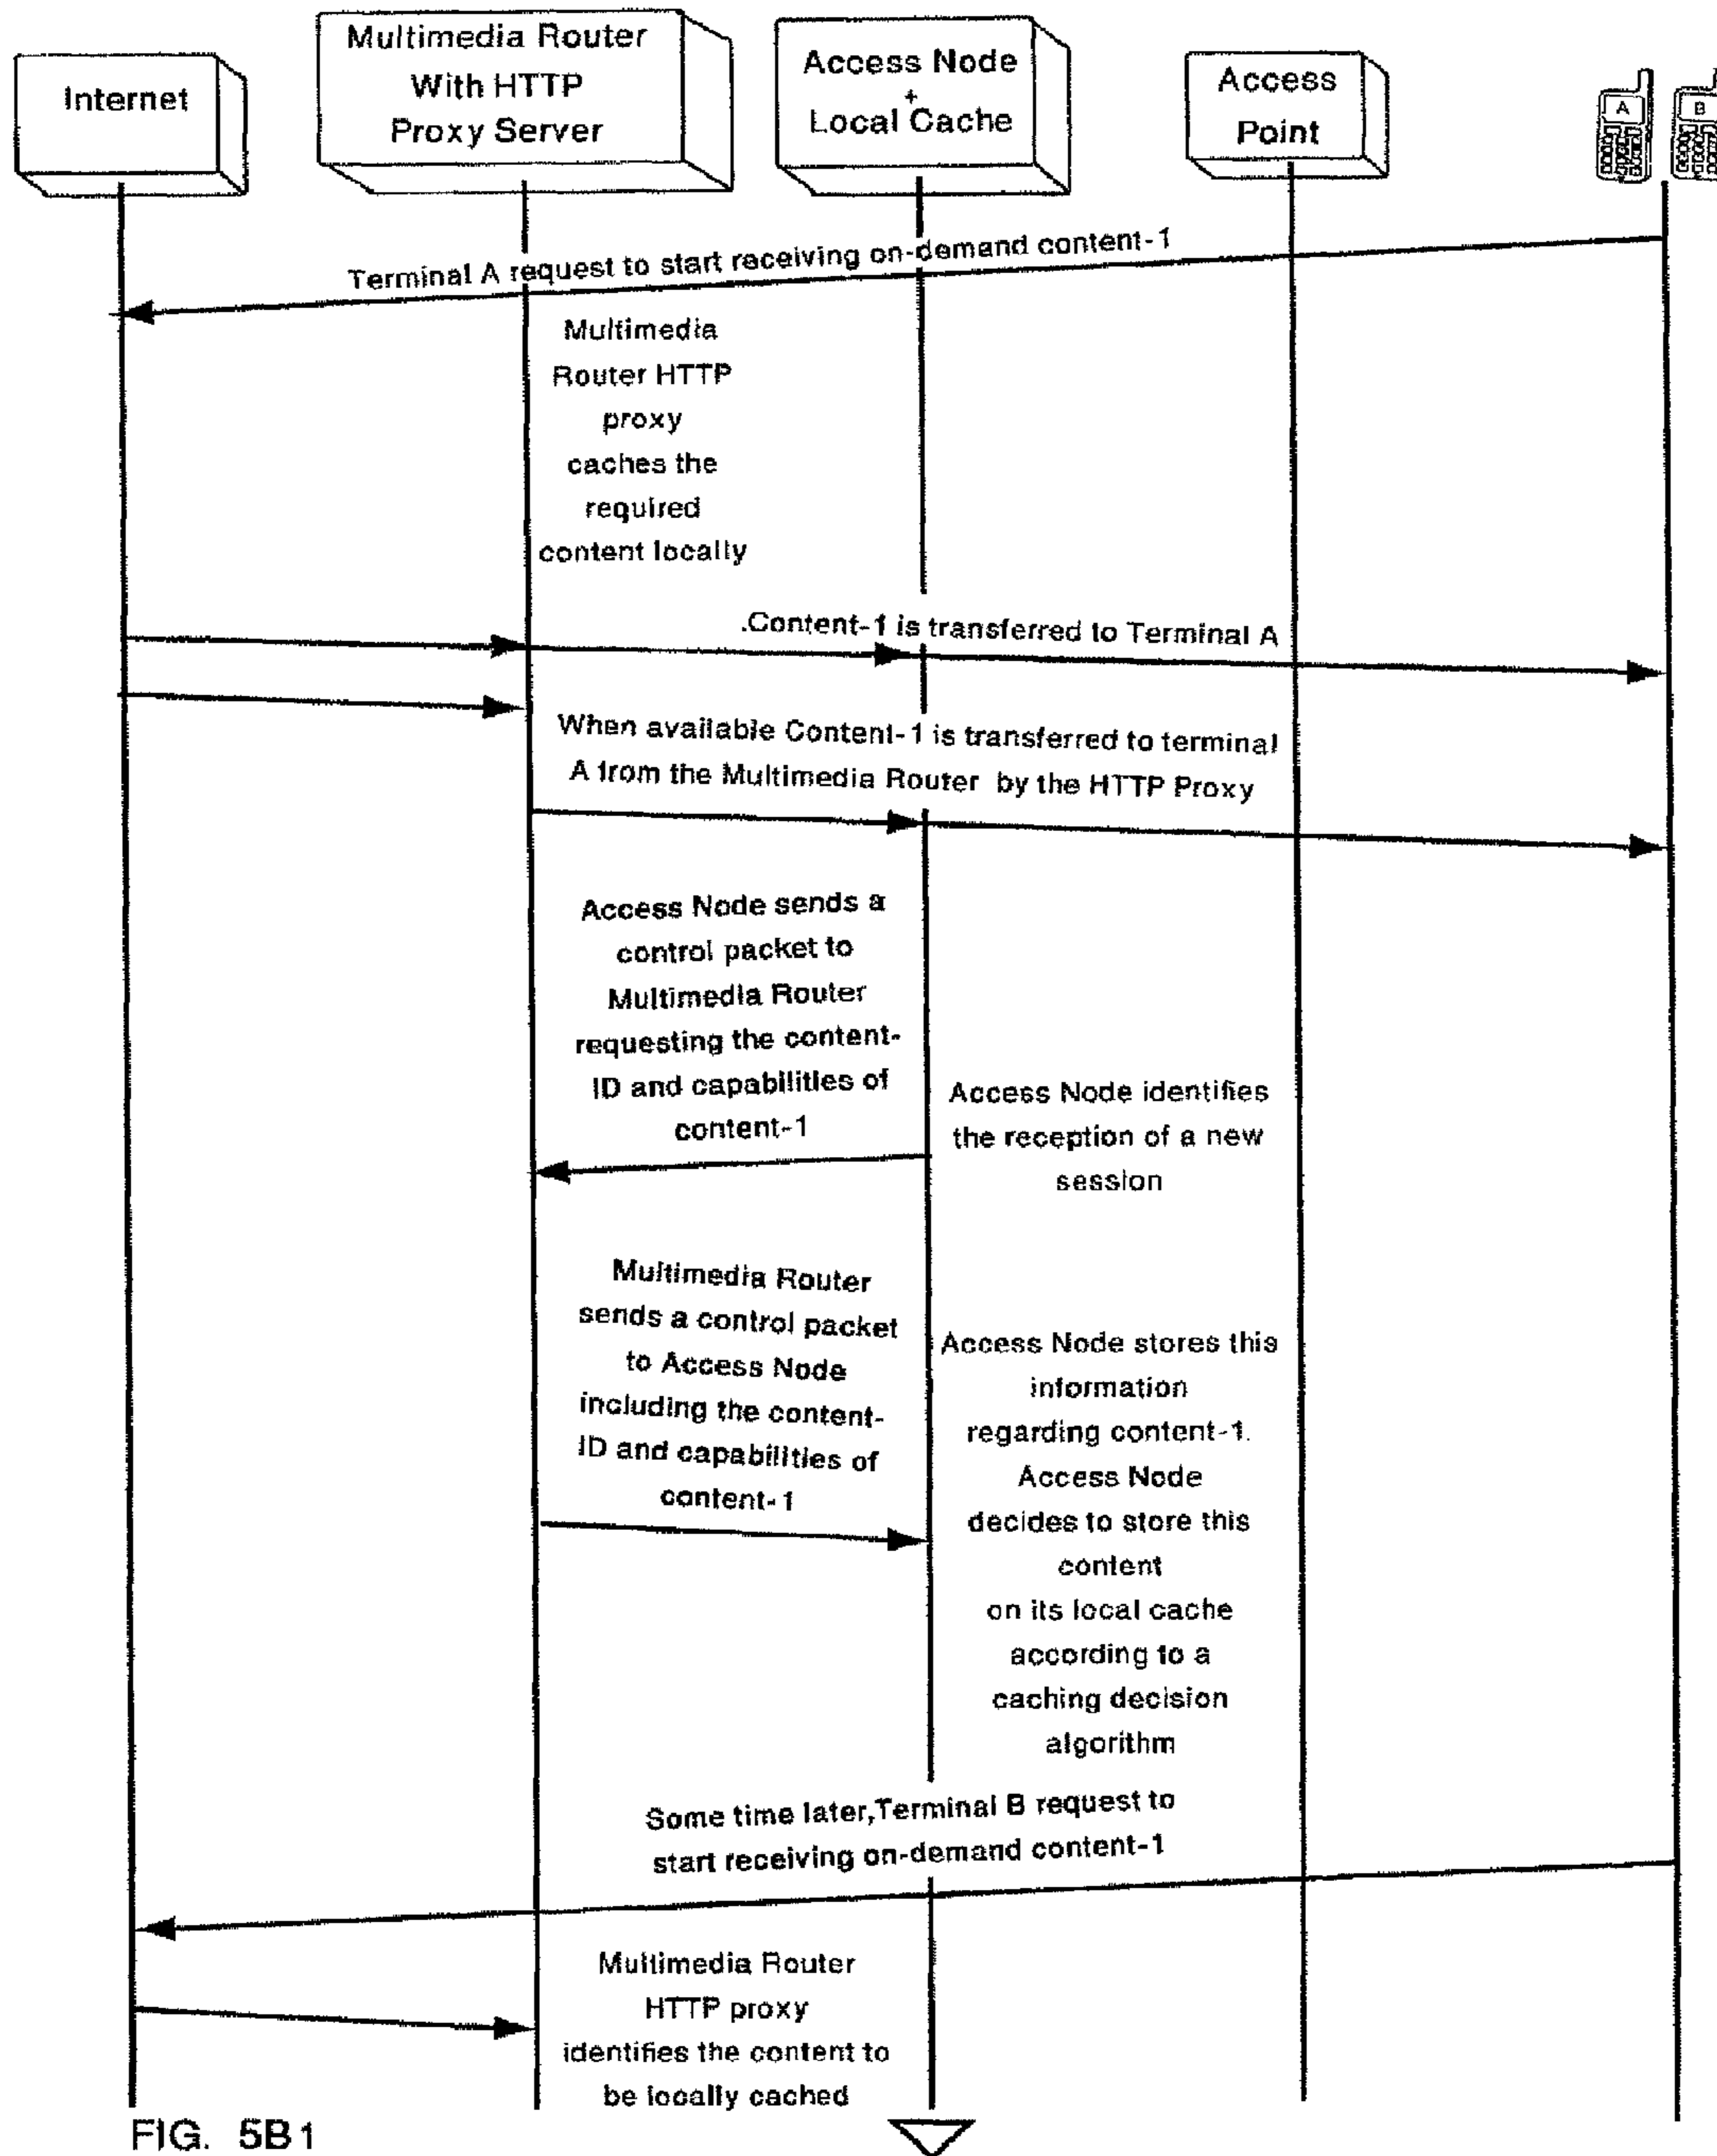 Internet
Multimedia Router
With HTTP
Proxy Server
Access Node
+
Local Cache
Access
Point
A
B
Terminal A request to start receiving on-demand content-1
Multimedia
Router HTTP
proxy
caches the
required
content locally
.Content-1 is transferred to Terminal A
When available Content-1 is transferred to terminal
A from the Multimedia Router by the HTTP Proxy
Access Node sends a
control packet to
Multimedia Router
requesting the content-
ID and capabilities of
content-1
Access Node identifies
the reception of a new
session
Multimedia Router
sends a control packet
to Access Node
including the content-
ID and capabilities of
content-1
Access Node stores this
information
regarding content-1.
Access Node
decides to store this
content
on its local cache
according to a
caching decision
algorithm
Some time later,Terminal B request to
start receiving on-demand content-1
Multimedia Router
HTTP proxy
identifies the content to
be locally cached
FIG. 5B1